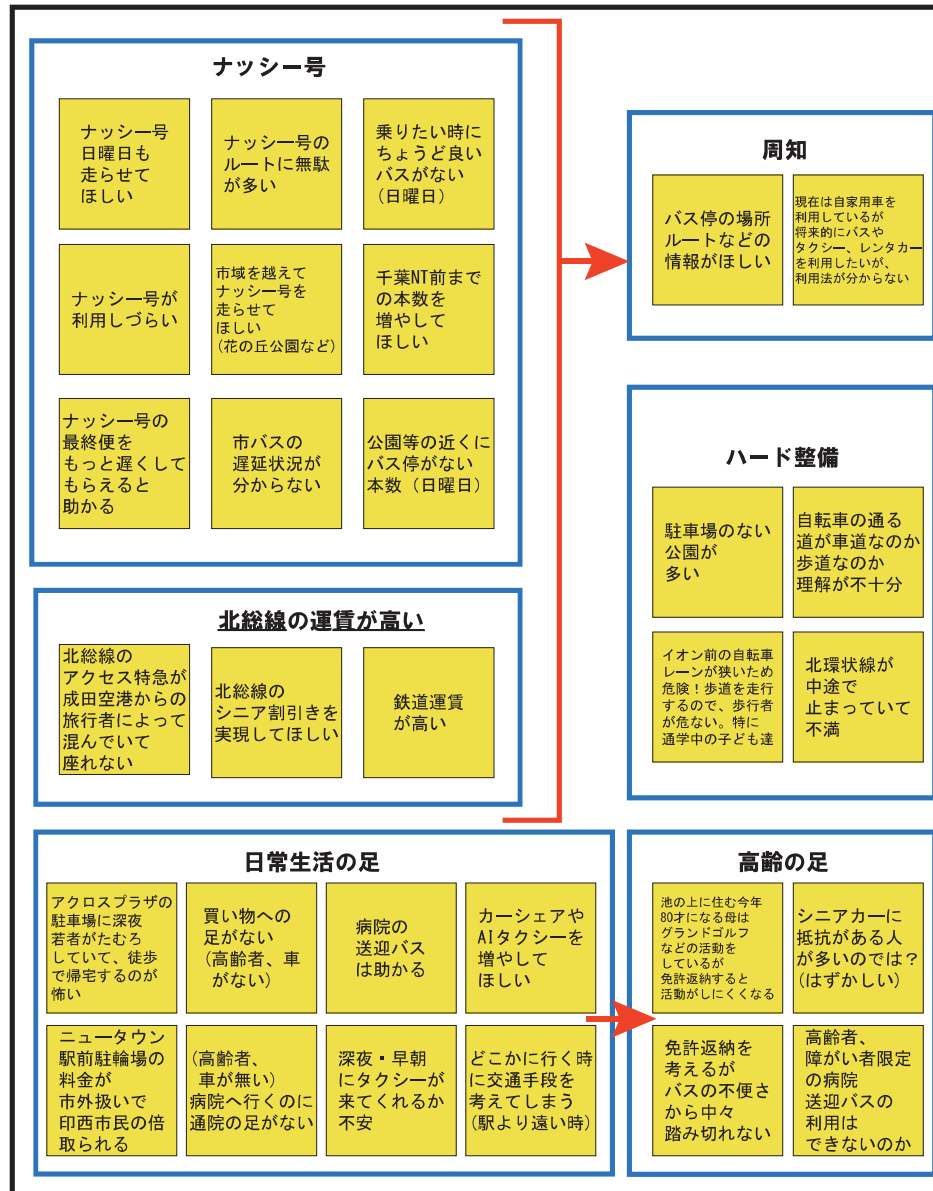 ナッシー号
ナッシー号
日曜日も
走らせて
ほしい
ナッシー号の
ルートに無駄
が多い
乗りたい時に
ちょうど良い
バスがない
(日曜日)
ナッシー号が
利用しづらい
市域を越えて
ナッシー号を
走らせて
ほしい
(花の丘公園など)
千葉NT前まで
の本数を
増やして
ほしい
ナッシー号の
最終便を
もっと遅くして
もらえると
助かる
市バスの
遅延状況が
分からない
公園等の近くに
バス停がない
本数（日曜日）
北総線の運賃が高い
北総線の
アクセス特急が
成田空港からの
旅行者によって
混んでいて
座れない
北総線の
シニア割引きを
実現してほしい
鉄道運賃
が高い
周知
バス停の場所
ルートなどの
情報がほしい
現在は自家用車を
利用しているが
将来的にバスや
タクシー、レンタカー
を利用したいが、
利用法が分からない
ハード整備
駐車場のない
公園が
多い
自転車の通る
道が車道なのか
歩道なのか
理解が不十分
イオン前の自転車
レーンが狭いため
危険！歩道を走行
するので、歩行者
が危ない。特に
通学中の子ども達
北環状線が
中途で
止まっていて
不満
日常生活の足
アクロスプラザの
駐車場に深夜
若者がたむろ
していて、徒歩
で帰宅するのが
怖い
買い物への
足がない
(高齢者、車
がない)
病院の
送迎バス
は助かる
カーシェアや
AIタクシーを
増やして
ほしい
ニュータウン
駅前駐輪場の
料金が
市外扱いで
印西市民の倍
取られる
(高齢者、
車が無い)
病院へ行くのに
通院の足がない
深夜・早朝
にタクシーが
来てくれるか
不安
どこかに行く時
に交通手段を
考えてしまう
(駅より遠い時)
高齢の足
池の上に住む今年
80才になる母は
グランドゴルフ
などの活動を
しているが
免許返納すると
活動がしにくくなる
シニアカーに
抵抗がある人
が多いのでは？
(はずかしい)
免許返納を
考えるが
バスの不便さ
から中々
踏み切れない
高齢者、
障がい者限定
の病院
送迎バスの
利用は
できないのか